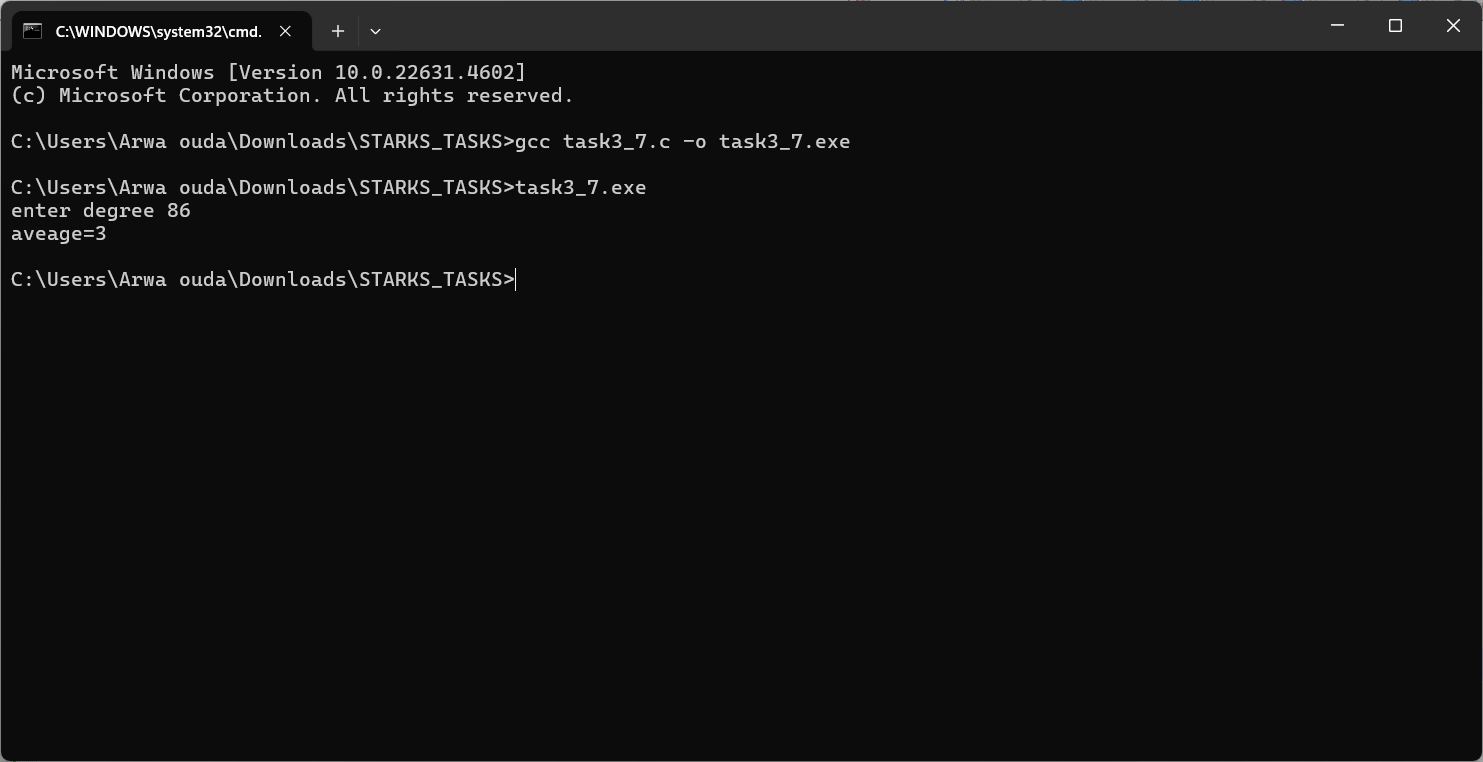 C:\WINDOWS\system32\cmd.
Microsoft Windows [Version 10.0.22631.4602]
(c) Microsoft Corporation. All rights reserved.
C:\Users\Arwa ouda\Downloads\STARKS_TASKS>gcc task3_7.c -o task3_7.exe
C:\Users\Arwa ouda\Downloads\STARKS_TASKS>task3_7.exe
enter degree 86
aveage=3
C:\Users\Arwa ouda\Downloads\STARKS_TASKS>